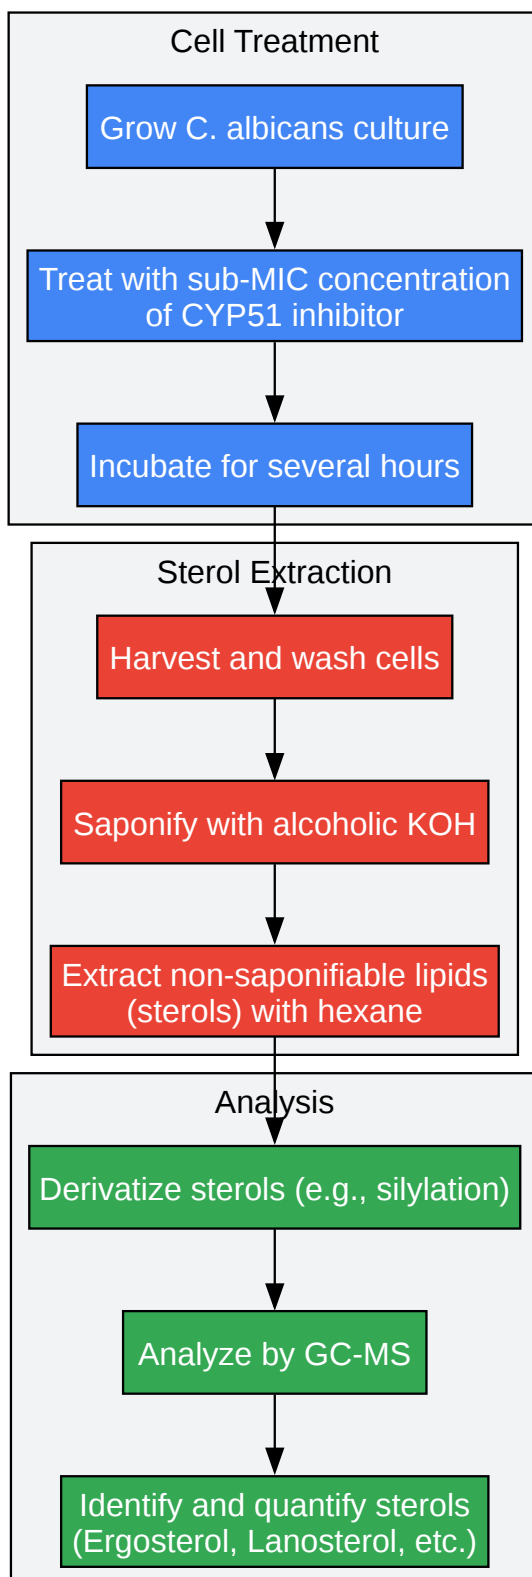 Cell Treatment
Grow C. albicans culture
Treat with sub-MIC concentration
of CYP51 inhibitor
Incubate for several hours
Sterol Extraction
Harvest and wash cells
Saponify with alcoholic KOH
Extract non-saponifiable lipids
(sterols) with hexane
Analysis
Derivatize sterols (e.g., silylation)
Analyze by GC-MS
Identify and quantify sterols
(Ergosterol, Lanosterol, etc.)